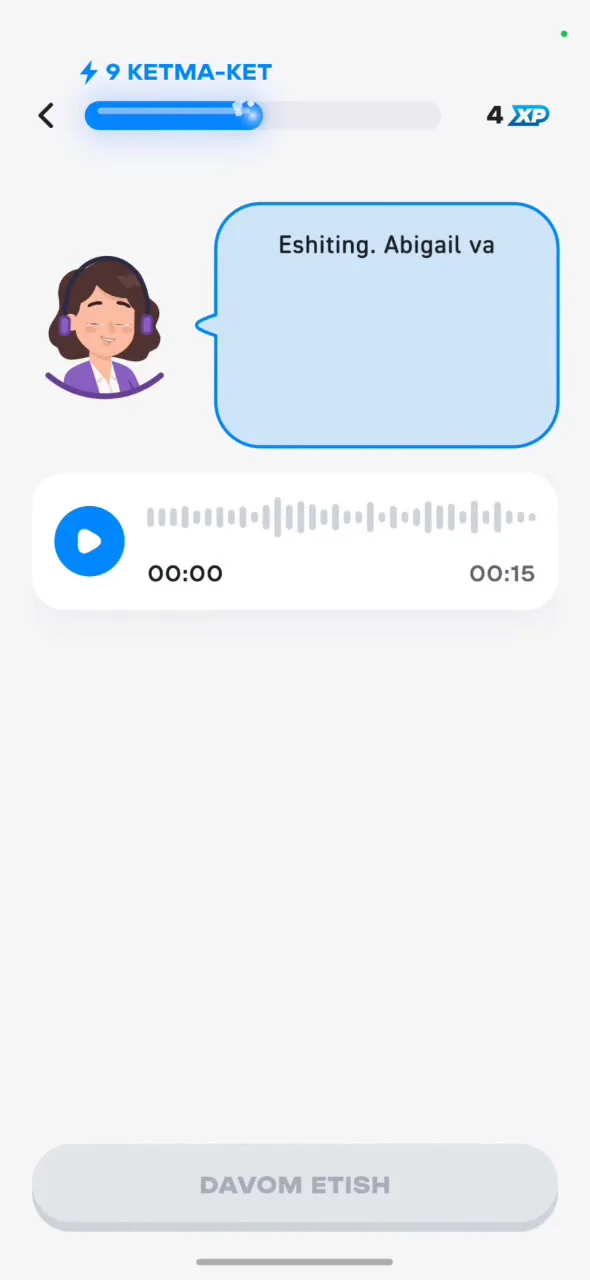 9 KETMA-KET
4 XP
Eshiting. Abigail va
00:00
00:15
DAVOM ETISH